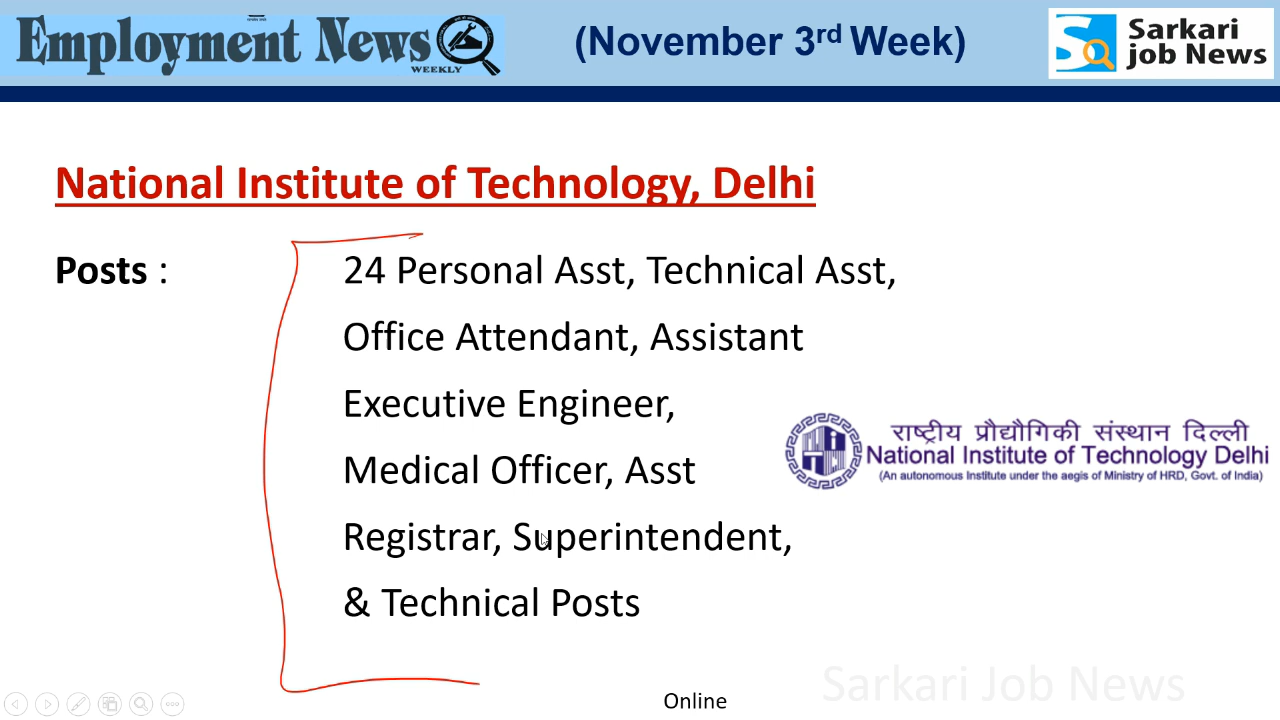 Employment News
WEEKLY
(November 3rd Week)
Sarkari
Job News
National Institute of Technology, Delhi
Posts :
24 Personal Asst, Technical Asst,
Office Attendant, Assistant
Executive Engineer,
Medical Officer, Asst
Registrar, Superintendent,
& Technical Posts
राष्ट्रीय प्रौद्योगिकी संस्थान दिल्ली
National Institute of Technology Delhi
(An autonomous Institute under the aegis of Ministry of HRD, Govt. of India)
Sarkari Job News
Online